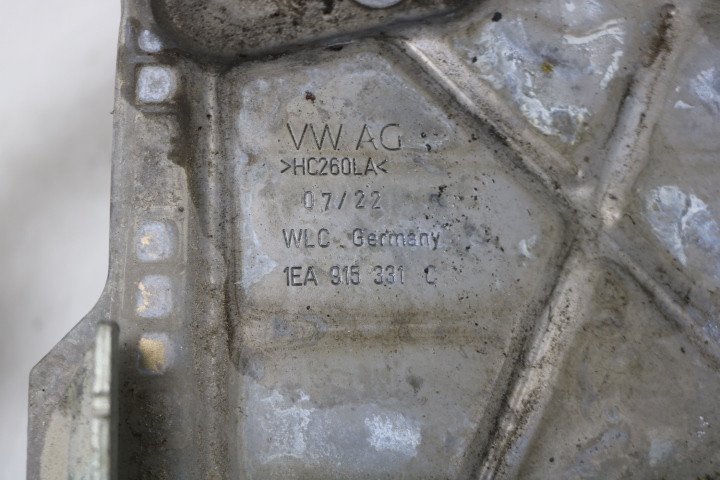 VW AG
>HC260LA<
07/22
WLC Germany
1EA 915 331 C